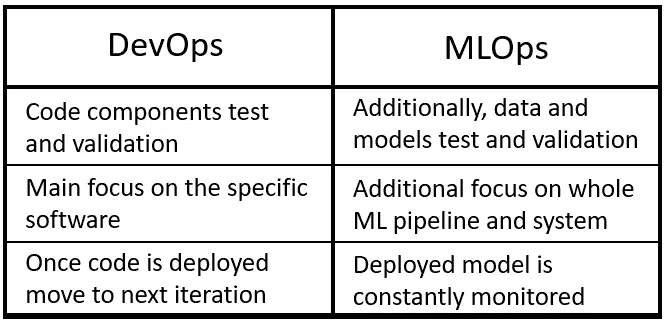 DevOps
MLOps
Code components test
and validation
Additionally, data and
models test and validation
Main focus on the specific
software
Additional focus on whole
ML pipeline and system
Once code is deployed
move to next iteration
Deployed model is
constantly monitored